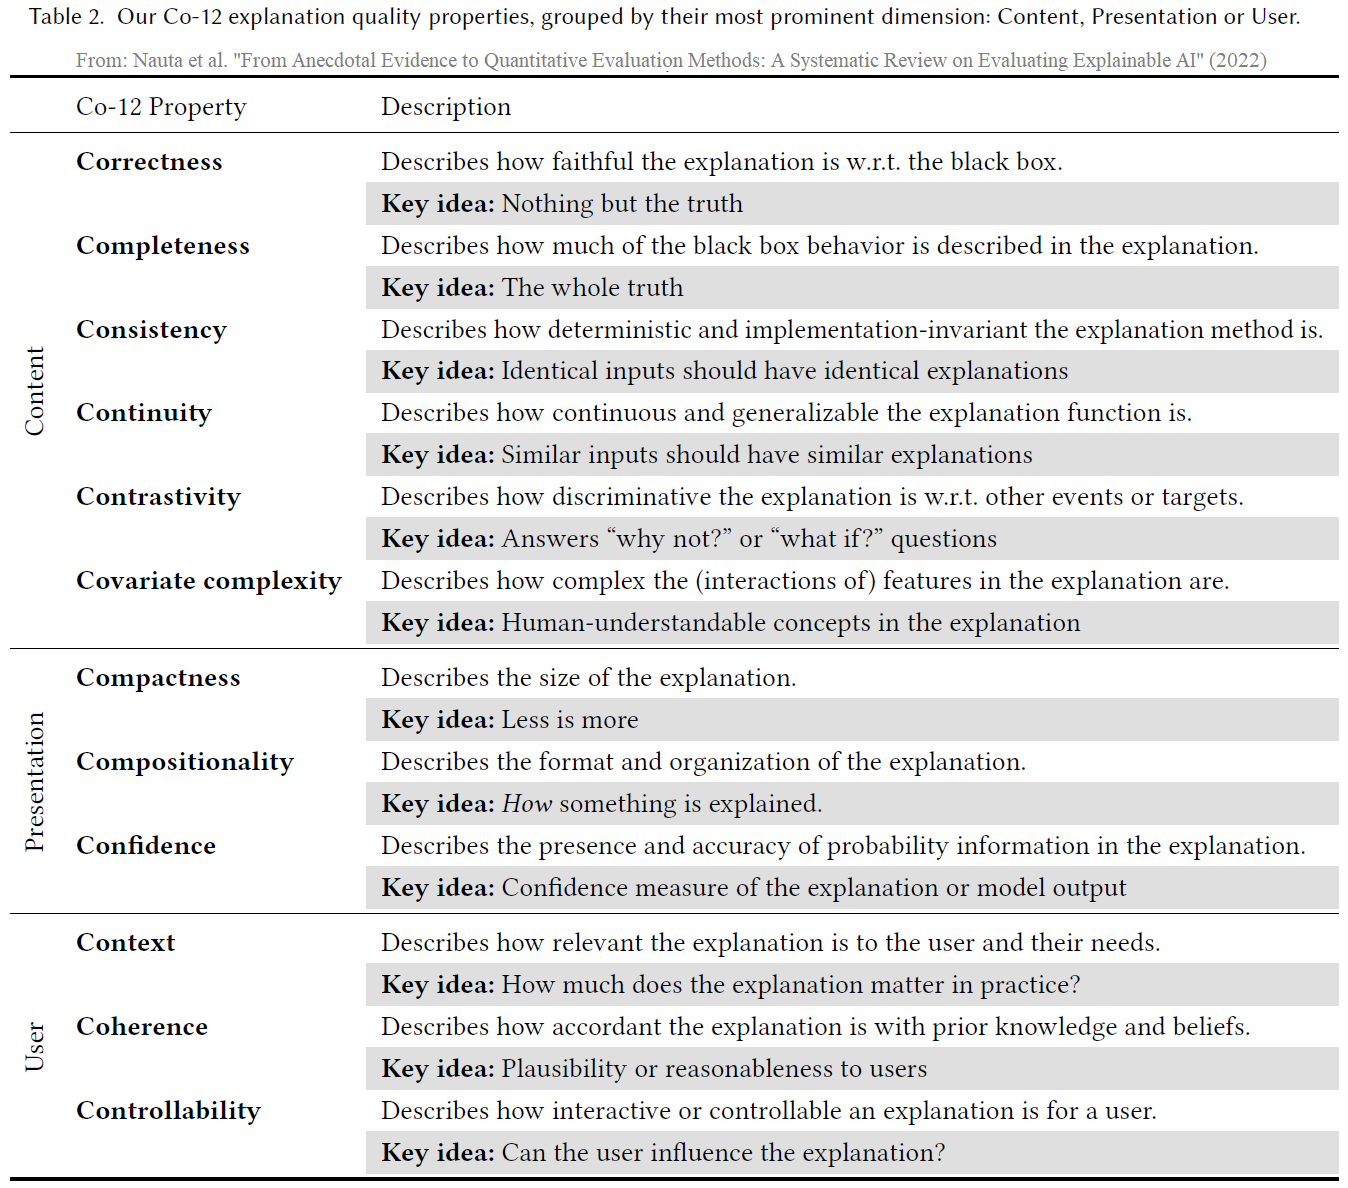 Table 2. Our Co-12 explanation quality properties, grouped by their most prominent dimension: Content, Presentation or User.
From: Nauta et al. "From Anecdotal Evidence to Quantitative Evaluation Methods: A Systematic Review on Evaluating Explainable AI" (2022)
Co-12 Property Description
Content
Correctness Describes how faithful the explanation is w.r.t. the black box.
Key idea: Nothing but the truth
Completeness Describes how much of the black box behavior is described in the explanation.
Key idea: The whole truth
Consistency Describes how deterministic and implementation-invariant the explanation method is.
Key idea: Identical inputs should have identical explanations
Continuity Describes how continuous and generalizable the explanation function is.
Key idea: Similar inputs should have similar explanations
Contrastivity Describes how discriminative the explanation is w.r.t. other events or targets.
Key idea: Answers “why not?” or “what if?” questions
Covariate complexity Describes how complex the (interactions of) features in the explanation are.
Key idea: Human-understandable concepts in the explanation
Presentation
Compactness Describes the size of the explanation.
Key idea: Less is more
Compositionality Describes the format and organization of the explanation.
Key idea: How something is explained.
Confidence Describes the presence and accuracy of probability information in the explanation.
Key idea: Confidence measure of the explanation or model output
User
Context Describes how relevant the explanation is to the user and their needs.
Key idea: How much does the explanation matter in practice?
Coherence Describes how accordant the explanation is with prior knowledge and beliefs.
Key idea: Plausibility or reasonableness to users
Controllability Describes how interactive or controllable an explanation is for a user.
Key idea: Can the user influence the explanation?